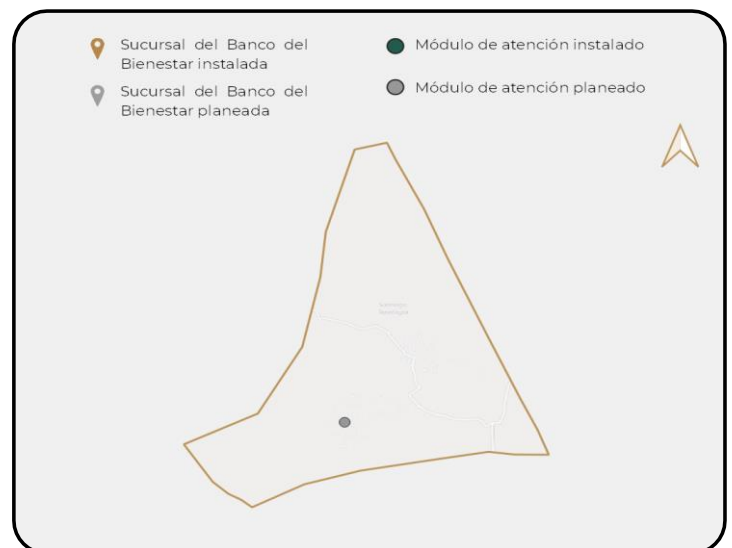 Sucursal del Banco del
Bienestar instalada
Sucursal del Banco del
Bienestar planeada
Módulo de atención instalado
Módulo de atención planeado